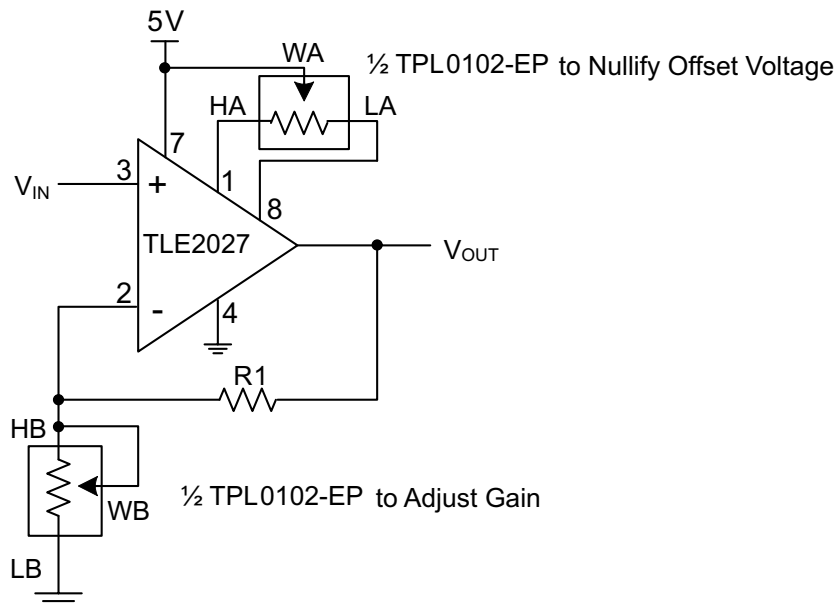 5V
WA
½ TPL0102-EP to Nullify Offset Voltage
HA
LA
7
3
+
1
V_IN
8
TLE2027
V_OUT
2
-
4
R1
HB
½ TPL0102-EP to Adjust Gain
WB
LB